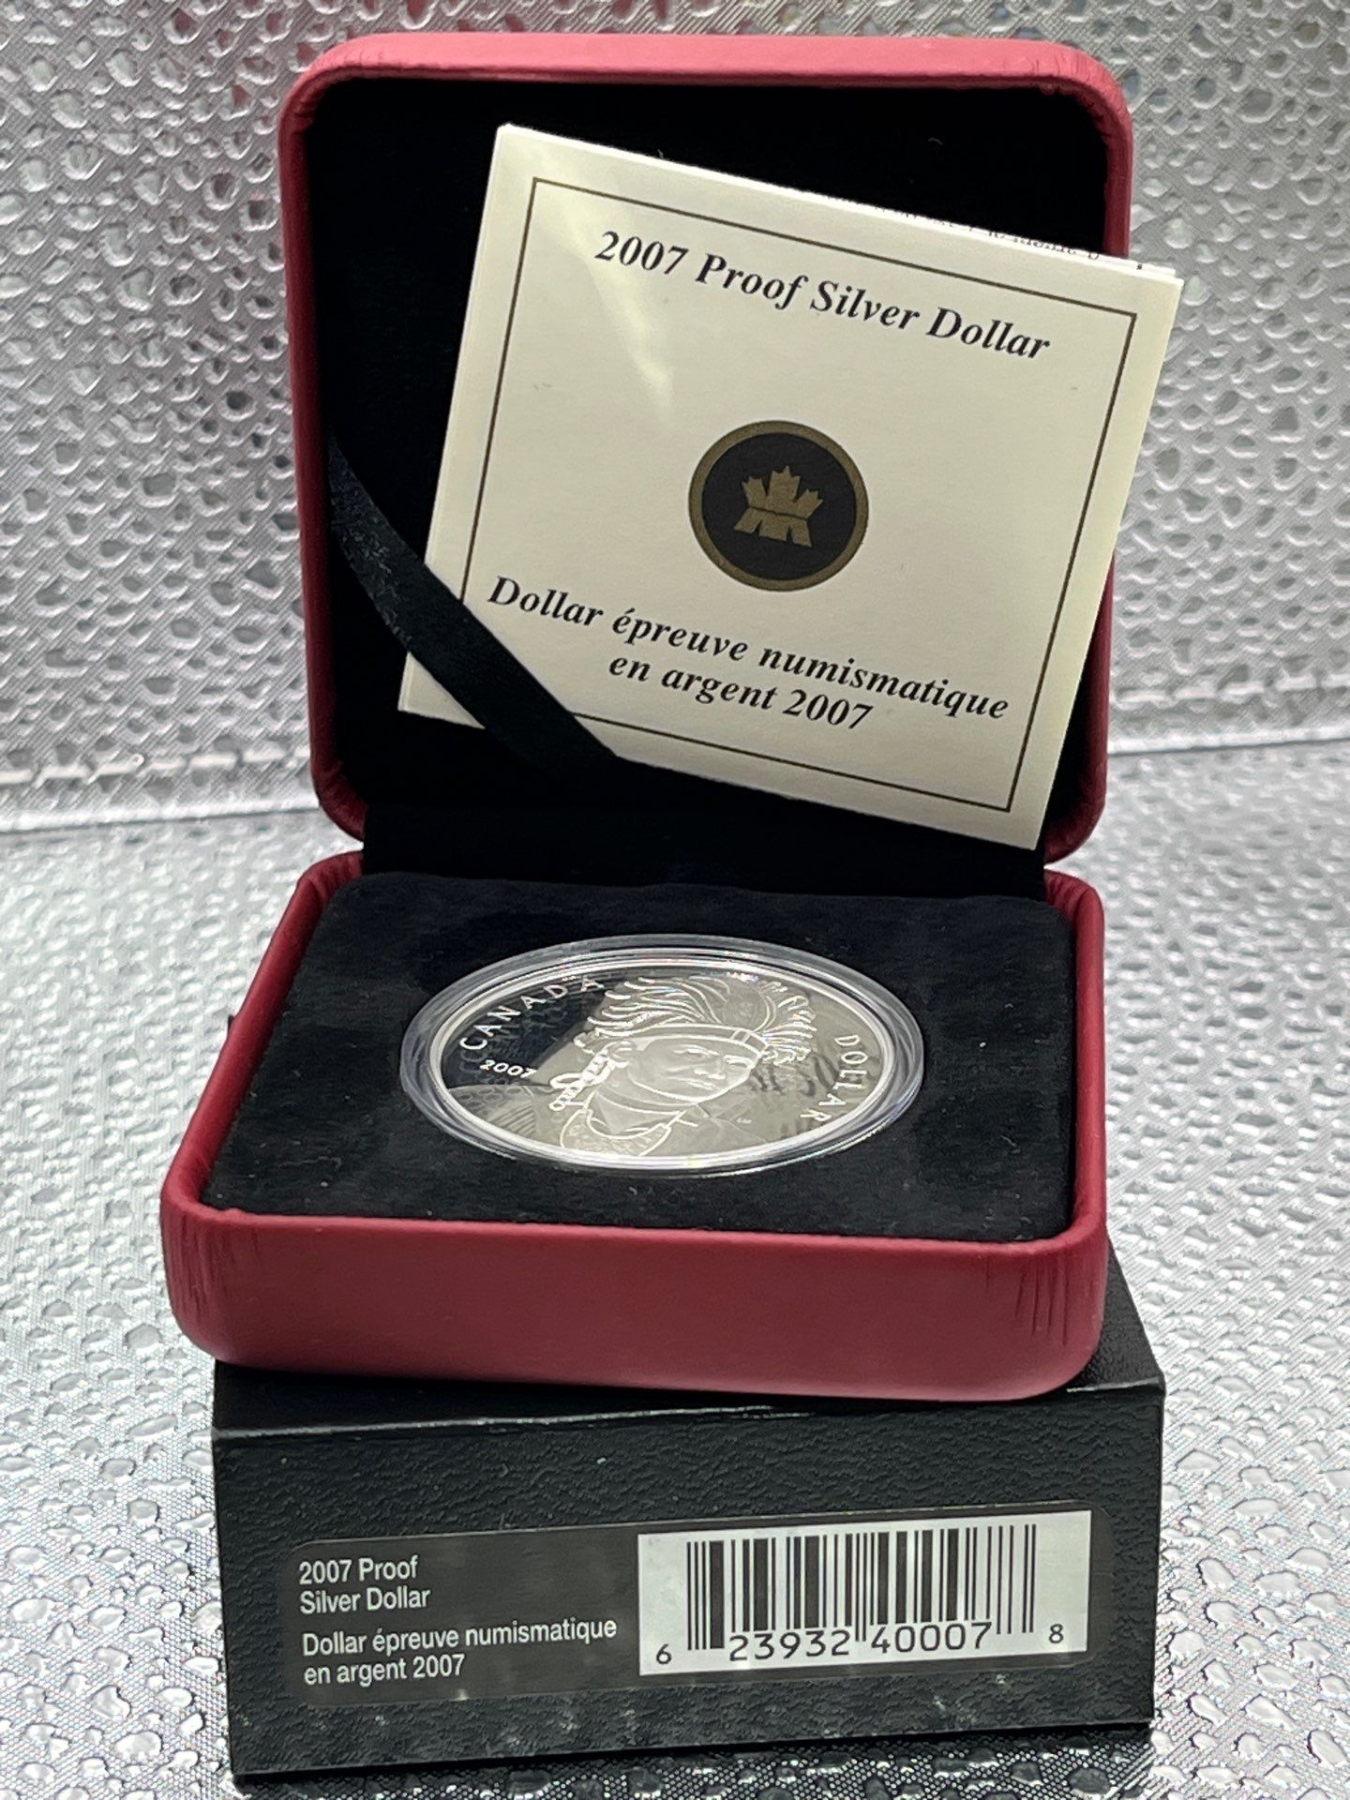 2007 Proof Silver Dollar
Dollar épreuve numismatique
en argent 2007
CANADA
DOLLAR
2007
2007 Proof
Silver Dollar
Dollar épreuve numismatique
en argent 2007
6 23932 40007 8